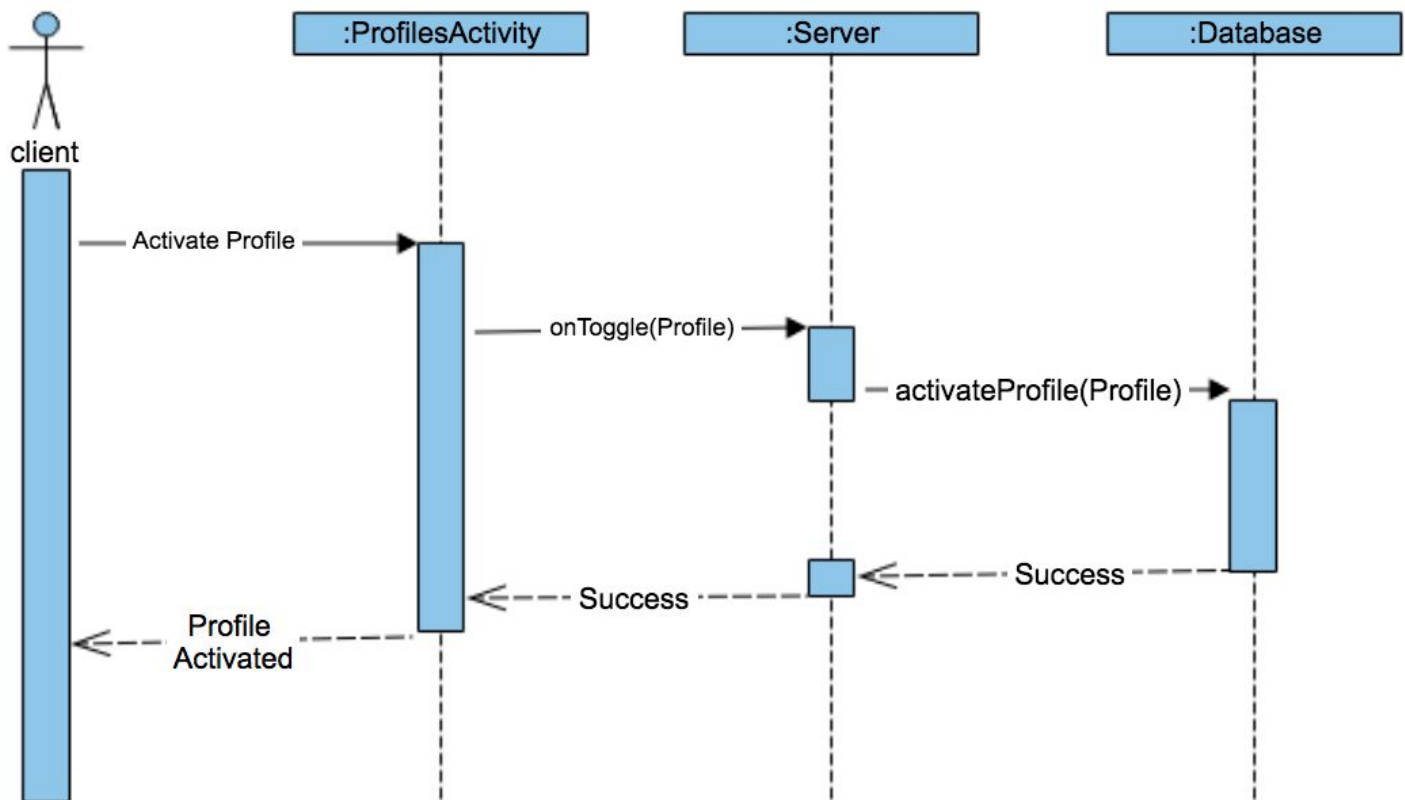 :ProfilesActivity
:Server
:Database
client
Activate Profile
onToggle(Profile)
activateProfile(Profile)
Success
Success
Profile
Activated